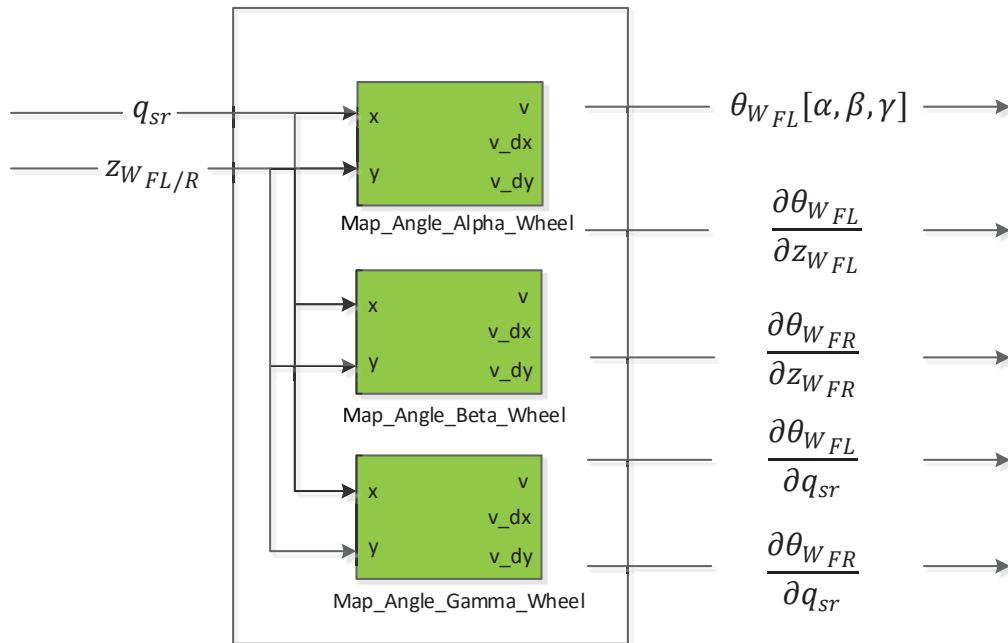 q_sr
z_W_FL/R
x
y
v
v_dx
v_dy
Map_Angle_Alpha_Wheel
x
y
v
v_dx
v_dy
Map_Angle_Beta_Wheel
x
y
v
v_dx
v_dy
Map_Angle_Gamma_Wheel
θ_W_FL[α, β, γ]
∂θ_W_FL
∂z_W_FL
∂θ_W_FR
∂z_W_FR
∂θ_W_FL
∂q_sr
∂θ_W_FR
∂q_sr